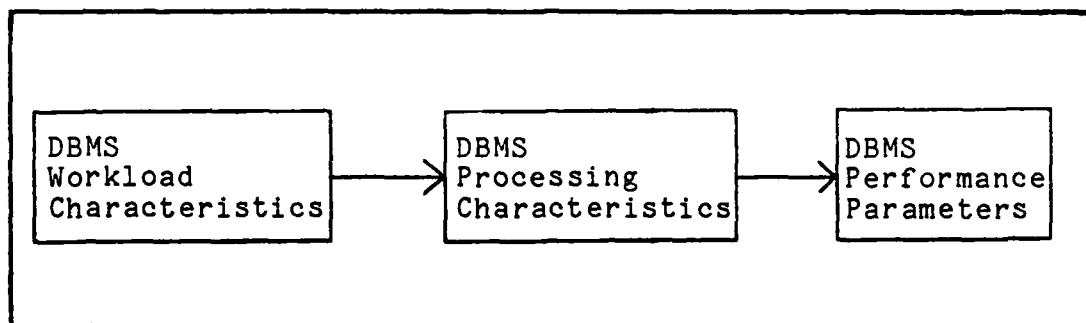 DBMS
Workload
Characteristics
DBMS
Processing
Characteristics
DBMS
Performance
Parameters